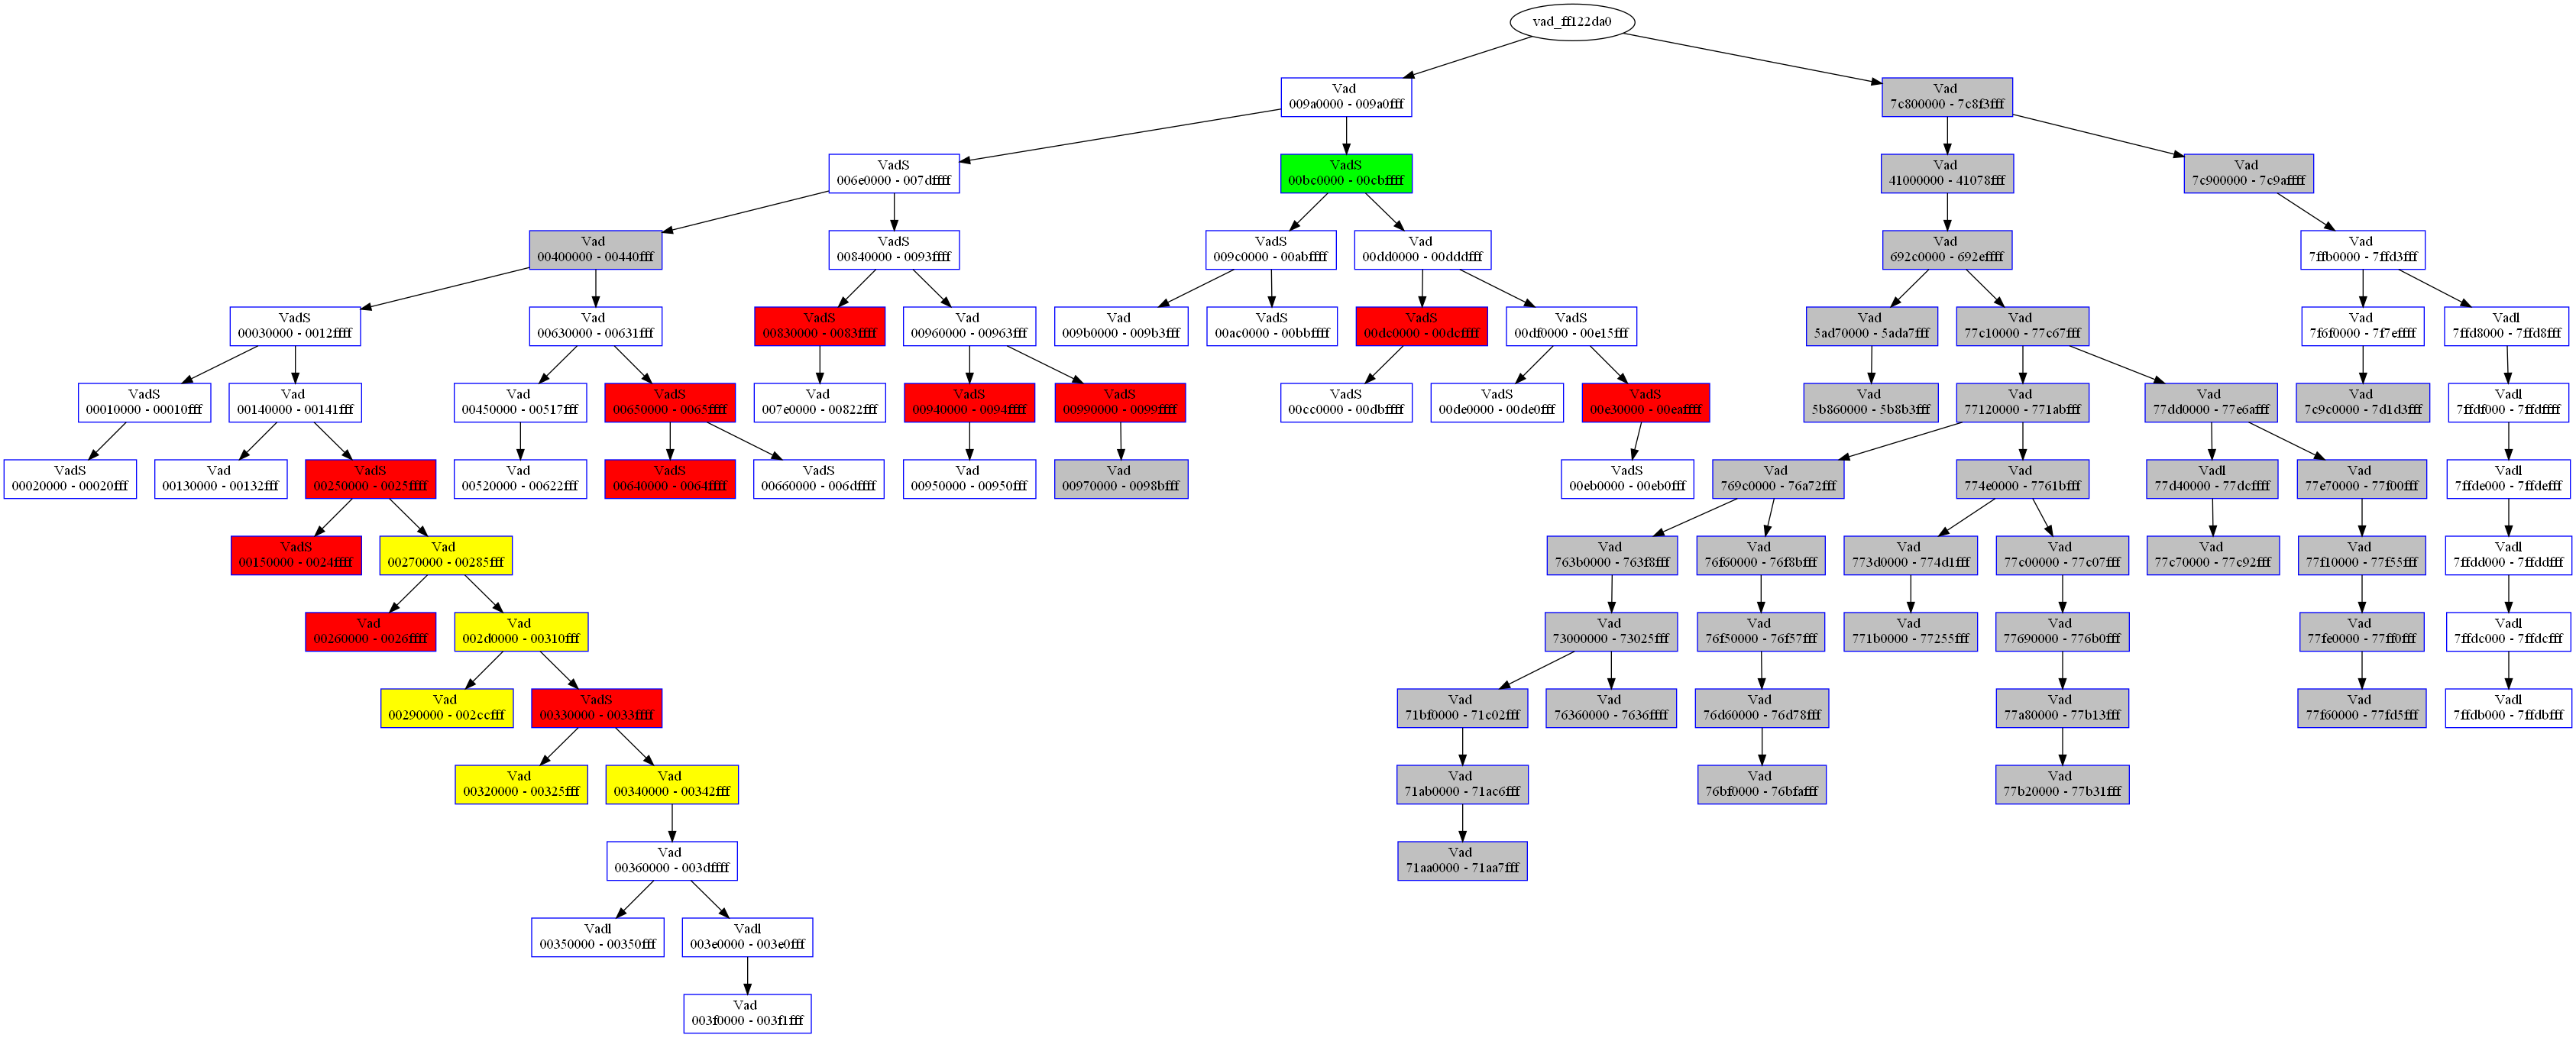 vad_ff122da0
Vad
009a0000 - 009a0fff
Vad
7c800000 - 7c8f3fff
VadS
006e0000 - 007dffff
VadS
00bc0000 - 00cbffff
Vad
41000000 - 41078fff
Vad
7c900000 - 7c9affff
Vad
00400000 - 00440fff
VadS
00840000 - 0093ffff
VadS
009c0000 - 00abffff
Vad
00dd0000 - 00dddfff
Vad
692c0000 - 692effff
Vad
7ffb0000 - 7ffd3fff
VadS
00030000 - 0012ffff
Vad
00630000 - 00631fff
VadS
00830000 - 0083ffff
Vad
00960000 - 00963fff
Vad
009b0000 - 009b3fff
VadS
00ac0000 - 00bbffff
VadS
00dc0000 - 00dcffff
VadS
00df0000 - 00e15fff
Vad
5ad70000 - 5ada7fff
Vad
77c10000 - 77c67fff
Vad
7f6f0000 - 7f7effff
Vadl
7ffd8000 - 7ffd8fff
VadS
00010000 - 00010fff
Vad
00140000 - 00141fff
Vad
00450000 - 00517fff
VadS
00650000 - 0065ffff
Vad
007e0000 - 00822fff
VadS
00940000 - 0094ffff
VadS
00990000 - 0099ffff
VadS
00cc0000 - 00dbffff
VadS
00de0000 - 00de0fff
VadS
00e30000 - 00eaffff
Vad
5b860000 - 5b8b3fff
Vad
77120000 - 771abfff
Vad
77dd0000 - 77e6afff
Vad
7c9c0000 - 7d1d3fff
Vadl
7ffdf000 - 7ffdffff
VadS
00020000 - 00020fff
Vad
00130000 - 00132fff
VadS
00250000 - 0025ffff
Vad
00520000 - 00622fff
VadS
00640000 - 0064ffff
VadS
00660000 - 006dffff
Vad
00950000 - 00950fff
Vad
00970000 - 0098bfff
VadS
00eb0000 - 00eb0fff
Vad
769c0000 - 76a72fff
Vad
774e0000 - 7761bfff
Vadl
77d40000 - 77dcffff
Vad
77e70000 - 77f00fff
Vadl
7ffde000 - 7ffdefff
VadS
00150000 - 0024ffff
Vad
00270000 - 00285fff
Vad
763b0000 - 763f8fff
Vad
76f60000 - 76f8bfff
Vad
773d0000 - 774d1fff
Vad
77c00000 - 77c07fff
Vad
77c70000 - 77c92fff
Vad
77f10000 - 77f55fff
Vadl
7ffdd000 - 7ffddfff
Vad
00260000 - 0026ffff
Vad
002d0000 - 00310fff
Vad
73000000 - 73025fff
Vad
76f50000 - 76f57fff
Vad
771b0000 - 77255fff
Vad
77690000 - 776b0fff
Vad
77fe0000 - 77ff0fff
Vadl
7ffdc000 - 7ffdcfff
Vad
00290000 - 002ccfff
VadS
00330000 - 0033ffff
Vad
71bf0000 - 71c02fff
Vad
76360000 - 7636ffff
Vad
76d60000 - 76d78fff
Vad
77a80000 - 77b13fff
Vad
77f60000 - 77fd5fff
Vadl
7ffdb000 - 7ffdbfff
Vad
00320000 - 00325fff
Vad
00340000 - 00342fff
Vad
71ab0000 - 71ac6fff
Vad
76bf0000 - 76bfafff
Vad
77b20000 - 77b31fff
Vad
00360000 - 003dffff
Vad
71aa0000 - 71aa7fff
Vadl
00350000 - 00350fff
Vadl
003e0000 - 003e0fff
Vad
003f0000 - 003f1fff